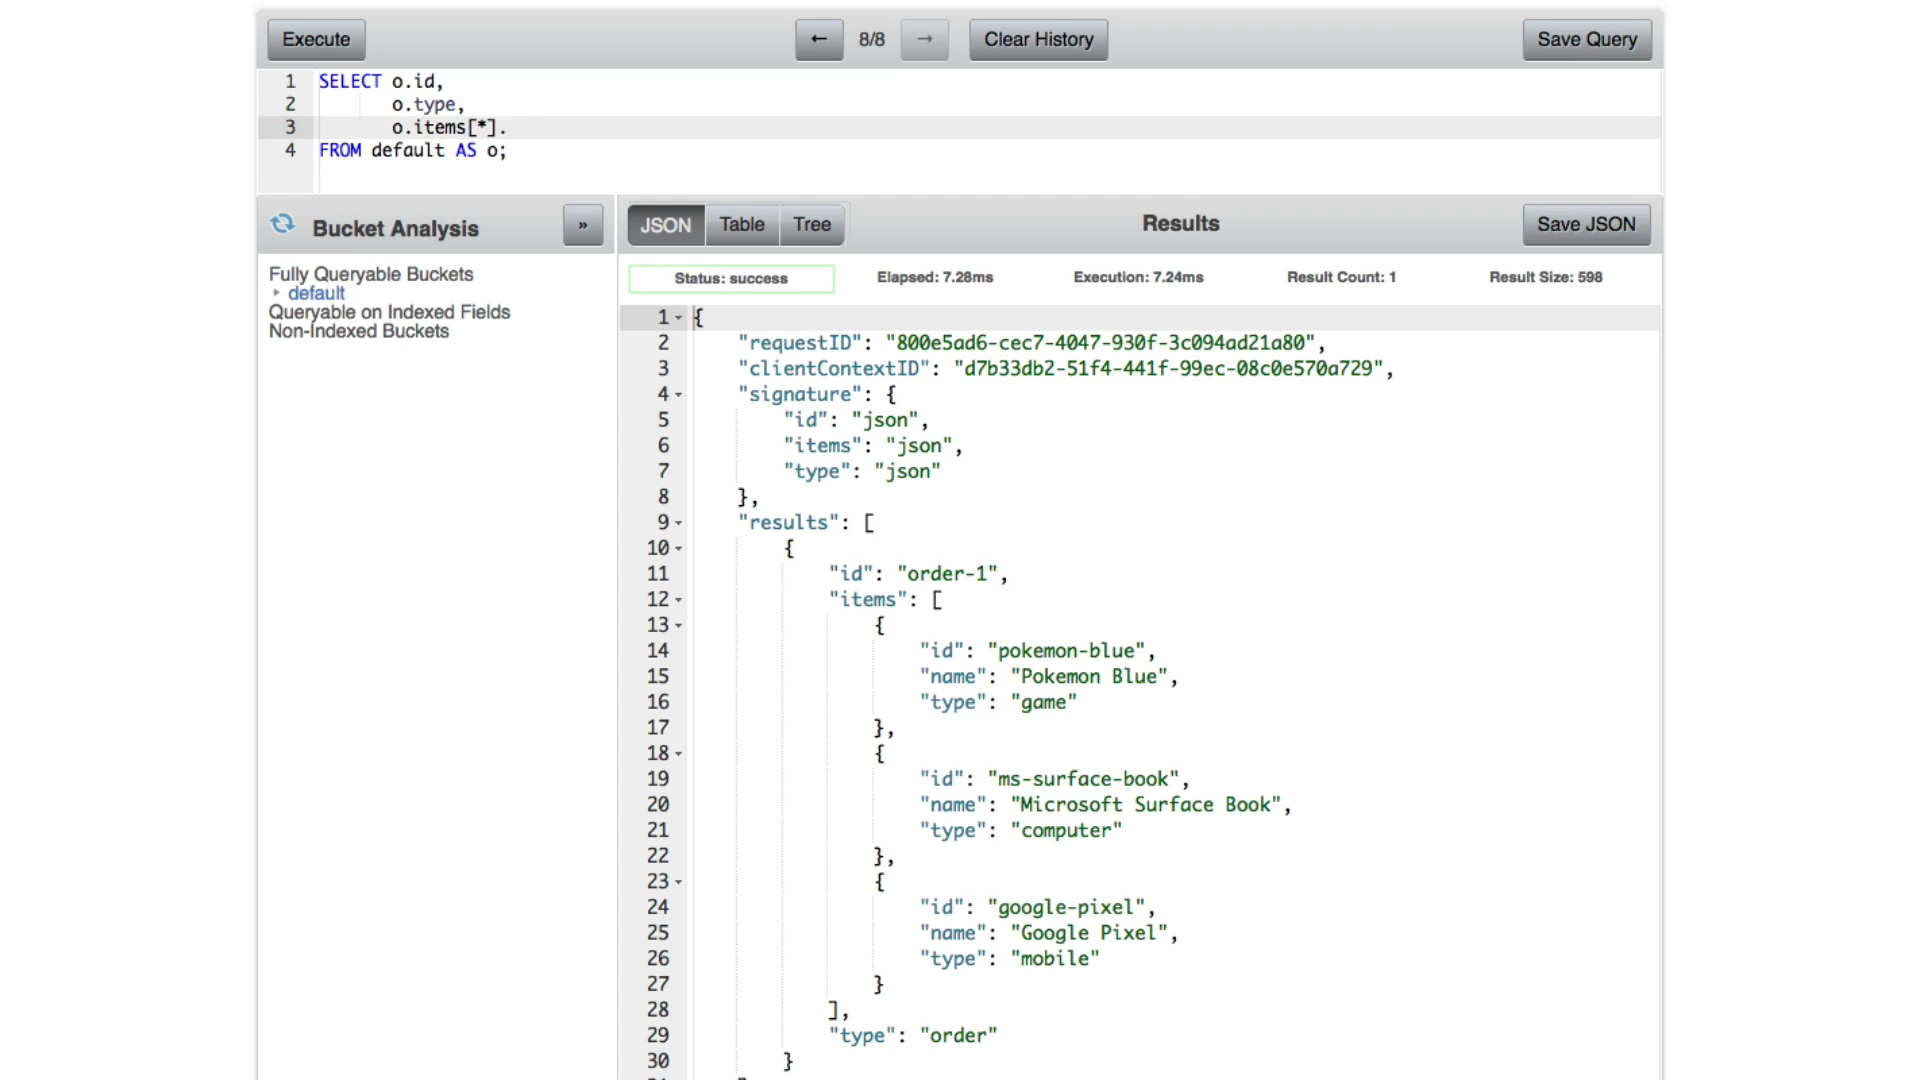 Execute ← 8/8 → Clear History Save Query
1 SELECT o.id,
2 o.type,
3 o.items[*].
4 FROM default AS o;
Bucket Analysis »
Fully Queryable Buckets
default
Queryable on Indexed Fields
Non-Indexed Buckets
JSON Table Tree Results Save JSON
Status: success Elapsed: 7.28ms Execution: 7.24ms Result Count: 1 Result Size: 598
1 {
2 "requestID": "800e5ad6-cec7-4047-930f-3c094ad21a80",
3 "clientContextID": "d7b33db2-51f4-441f-99ec-08c0e570a729",
4 "signature": {
5 "id": "json",
6 "items": "json",
7 "type": "json"
8 },
9 "results": [
10 {
11 "id": "order-1",
12 "items": [
13 {
14 "id": "pokemon-blue",
15 "name": "Pokemon Blue",
16 "type": "game"
17 },
18 {
19 "id": "ms-surface-book",
20 "name": "Microsoft Surface Book",
21 "type": "computer"
22 },
23 {
24 "id": "google-pixel",
25 "name": "Google Pixel",
26 "type": "mobile"
27 }
28 ],
29 "type": "order"
30 }